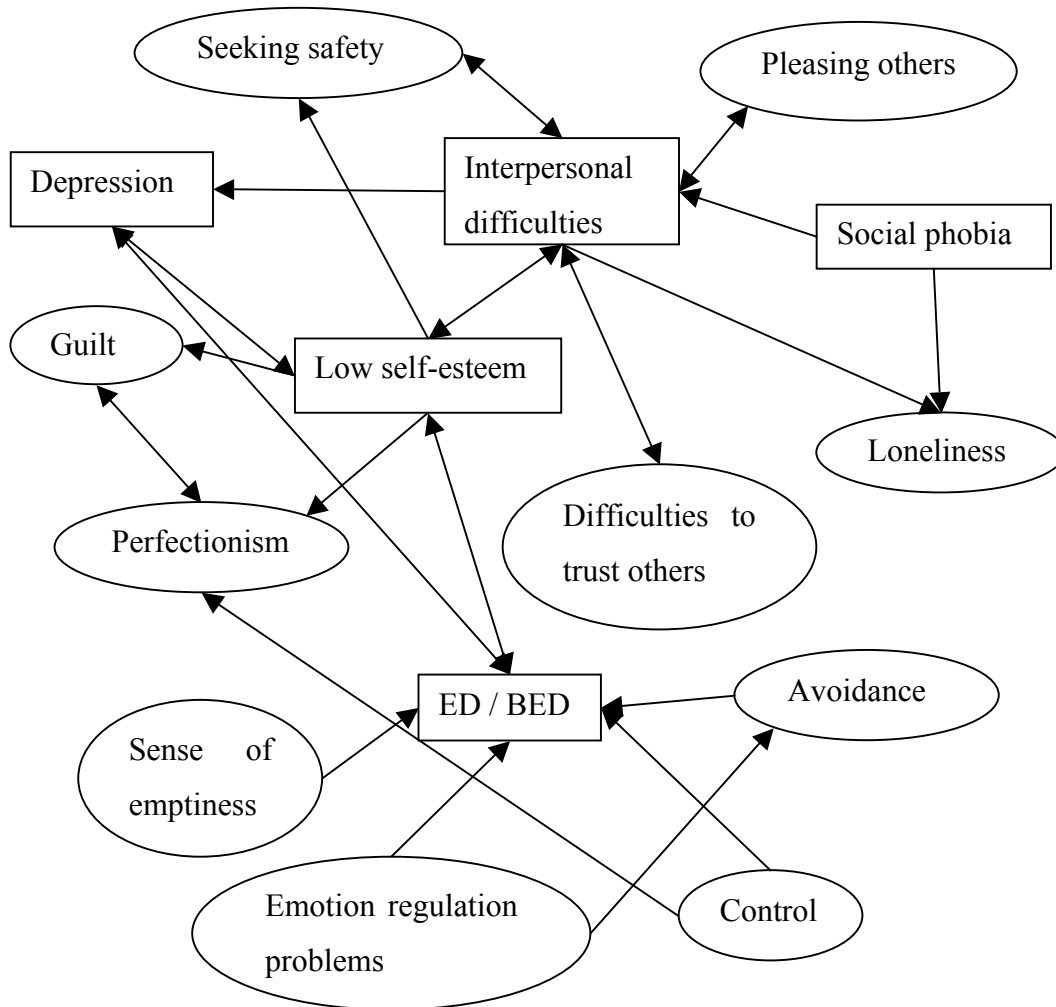 Seeking safety
Pleasing others
Depression
Interpersonal
difficulties
Social phobia
Guilt
Low self-esteem
Loneliness
Perfectionism
Difficulties to
trust others
ED / BED
Avoidance
Sense of
emptiness
Emotion regulation
problems
Control